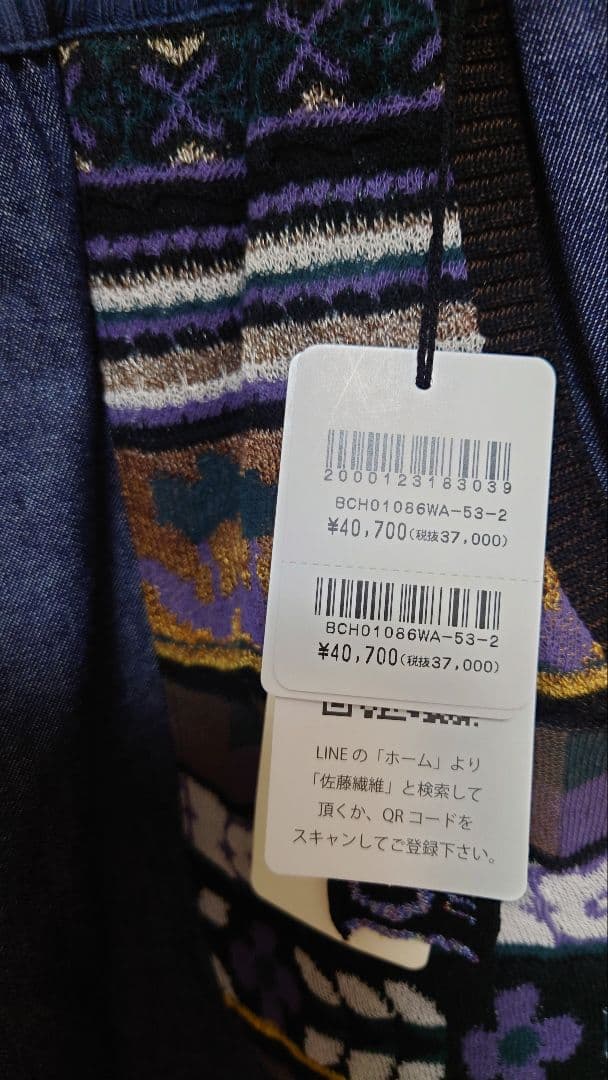 2000123183039
BCH01086WA-53-2
¥40,700(税抜37,000)
BCH01086WA-53-2
¥40,700(税抜37,000)
LINEの「ホーム」より
「佐藤繊維」と検索して
頂くか、QRコードを
スキャンしてご登録下さい。